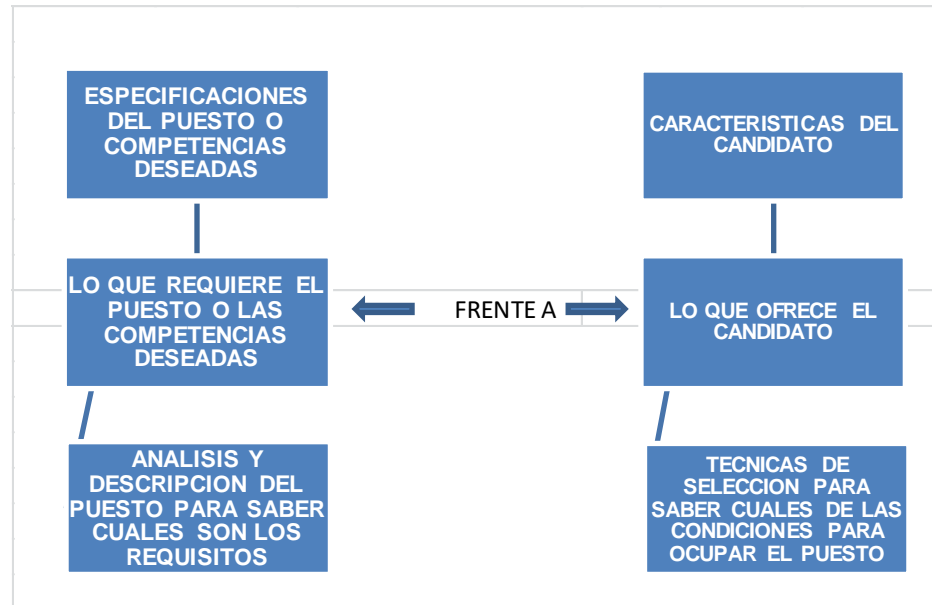 ESPECIFICACIONES
DEL PUESTO O
COMPETENCIAS
DESEADAS
CARACTERISTICAS DEL
CANDIDATO
LO QUE REQUIERE EL
PUESTO O LAS
COMPETENCIAS
DESEADAS
FRENTE A
LO QUE OFRECE EL
CANDIDATO
ANALISIS Y
DESCRIPCION DEL
PUESTO PARA SABER
CUALES SON LOS
REQUISITOS
TECNICAS DE
SELECCION PARA
SABER CUALES DE LAS
CONDICIONES PARA
OCUPAR EL PUESTO